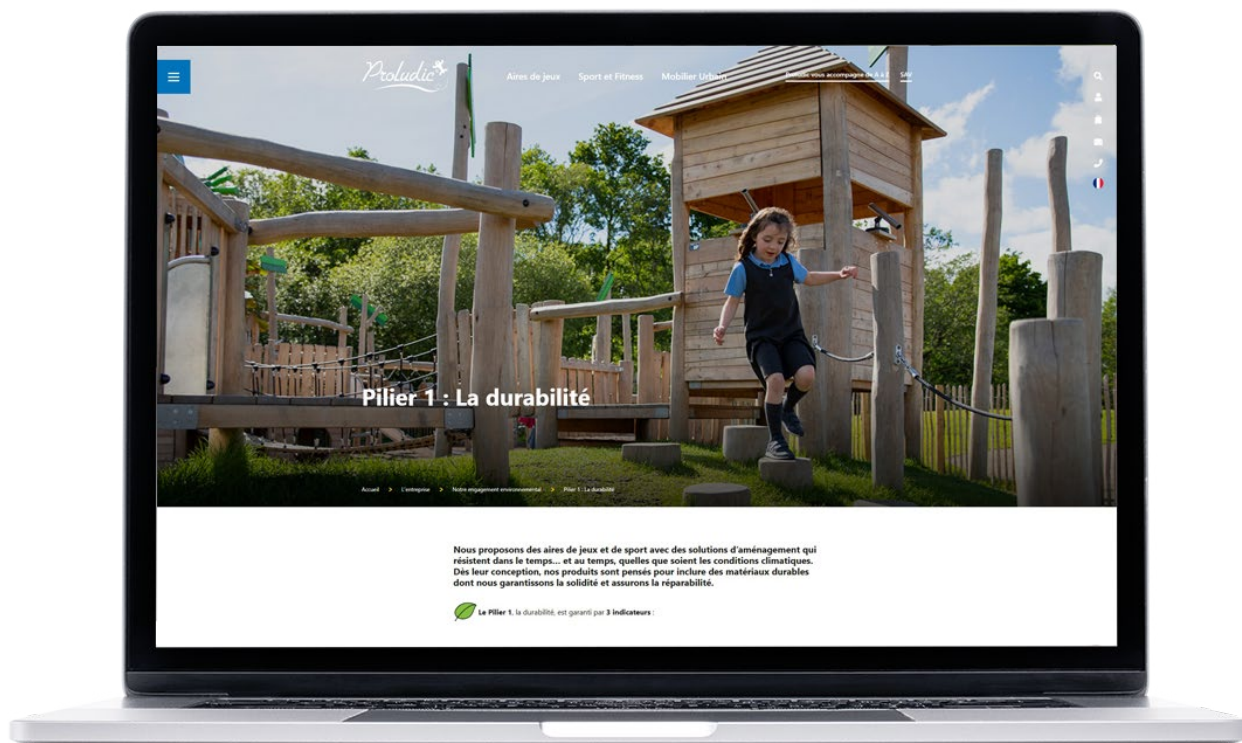 Proludic
Aires de jeux Sport et Fitness Mobilier Urbain Proludic vous accompagne de A à Z SAV
Pilier 1 : La durabilité
Accueil > L'entreprise > Notre engagement environnemental > Pilier 1 : La durabilité
Nous proposons des aires de jeux et de sport avec des solutions d'aménagement qui
résistent dans le temps... et au temps, quelles que soient les conditions climatiques.
Dès leur conception, nos produits sont pensés pour inclure des matériaux durables
dont nous garantissons la solidité et assurons la réparabilité.
Le Pilier 1, la durabilité, est garanti par 3 indicateurs :